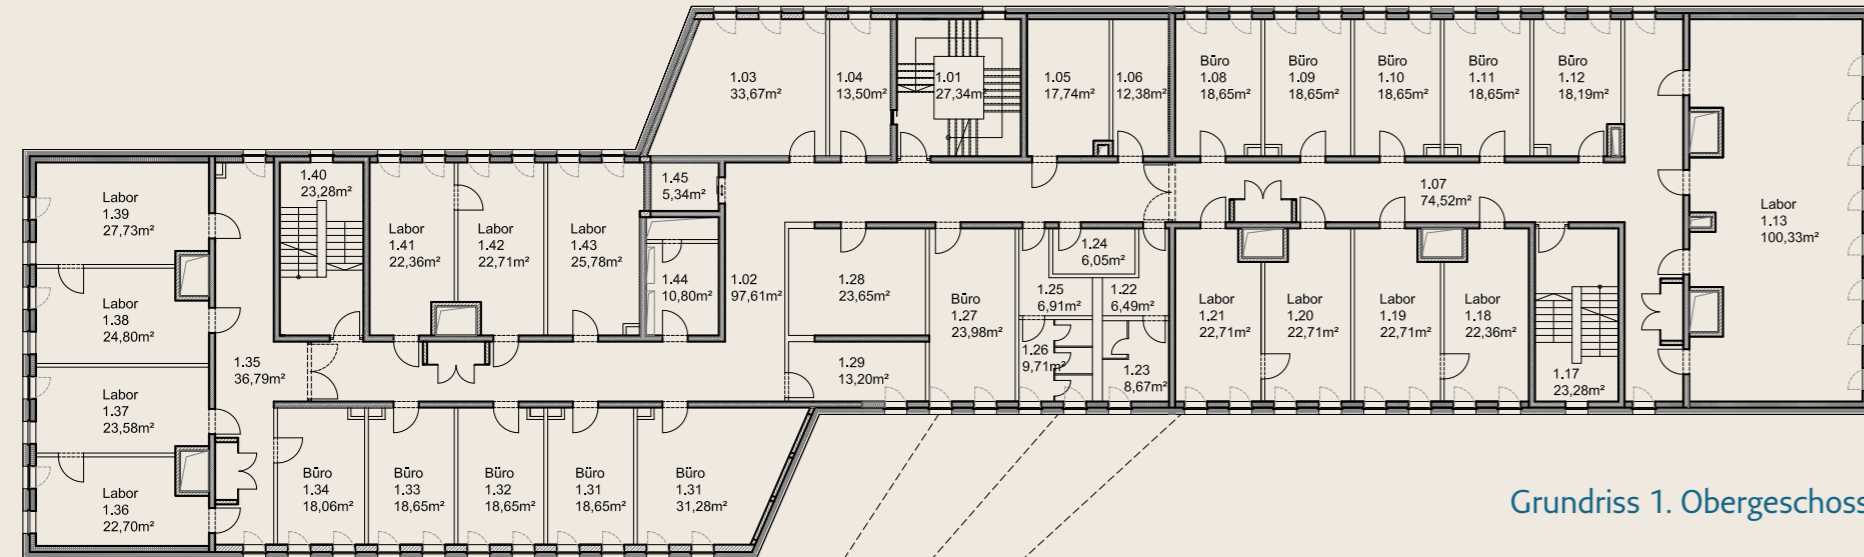 1.03
33,67m²
1.04
13,50m²
1.01
27,34m²
1.05
17,74m²
1.06
12,38m²
Büro
1.08
18,65m²
Büro
1.09
18,65m²
Büro
1.10
18,65m²
Büro
1.11
18,65m²
Büro
1.12
18,19m²
Labor
1.39
27,73m²
1.40
23,28m²
Labor
1.41
22,36m²
Labor
1.42
22,71m²
Labor
1.43
25,78m²
1.45
5,34m²
1.44
10,80m²
1.02
97,61m²
1.07
74,52m²
Labor
1.13
100,33m²
1.28
23,65m²
Büro
1.27
23,98m²
1.24
6,05m²
1.25
6,91m²
1.22
6,49m²
1.26
9,71m²
1.23
8,67m²
Labor
1.21
22,71m²
Labor
1.20
22,71m²
Labor
1.19
22,71m²
Labor
1.18
22,36m²
1.17
23,28m²
Labor
1.38
24,80m²
1.35
36,79m²
1.29
13,20m²
Labor
1.37
23,58m²
Labor
1.36
22,70m²
Büro
1.34
18,06m²
Büro
1.33
18,65m²
Büro
1.32
18,65m²
Büro
1.31
18,65m²
Büro
1.31
31,28m²
Grundriss 1. Obergeschoss